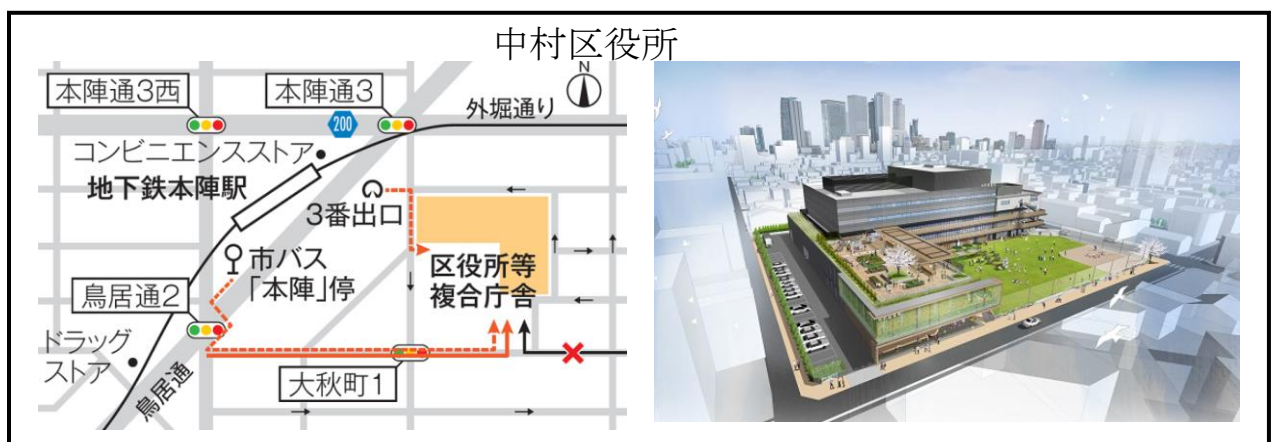 中村区役所
N
本陣通3西
本陣通3
外堀通り
200
コンビニエンスストア
地下鉄本陣駅
3番出口
市バス
「本陣」停
区役所等
複合庁舎
鳥居通2
ドラッグ
ストア
鳥居通
大秋町1